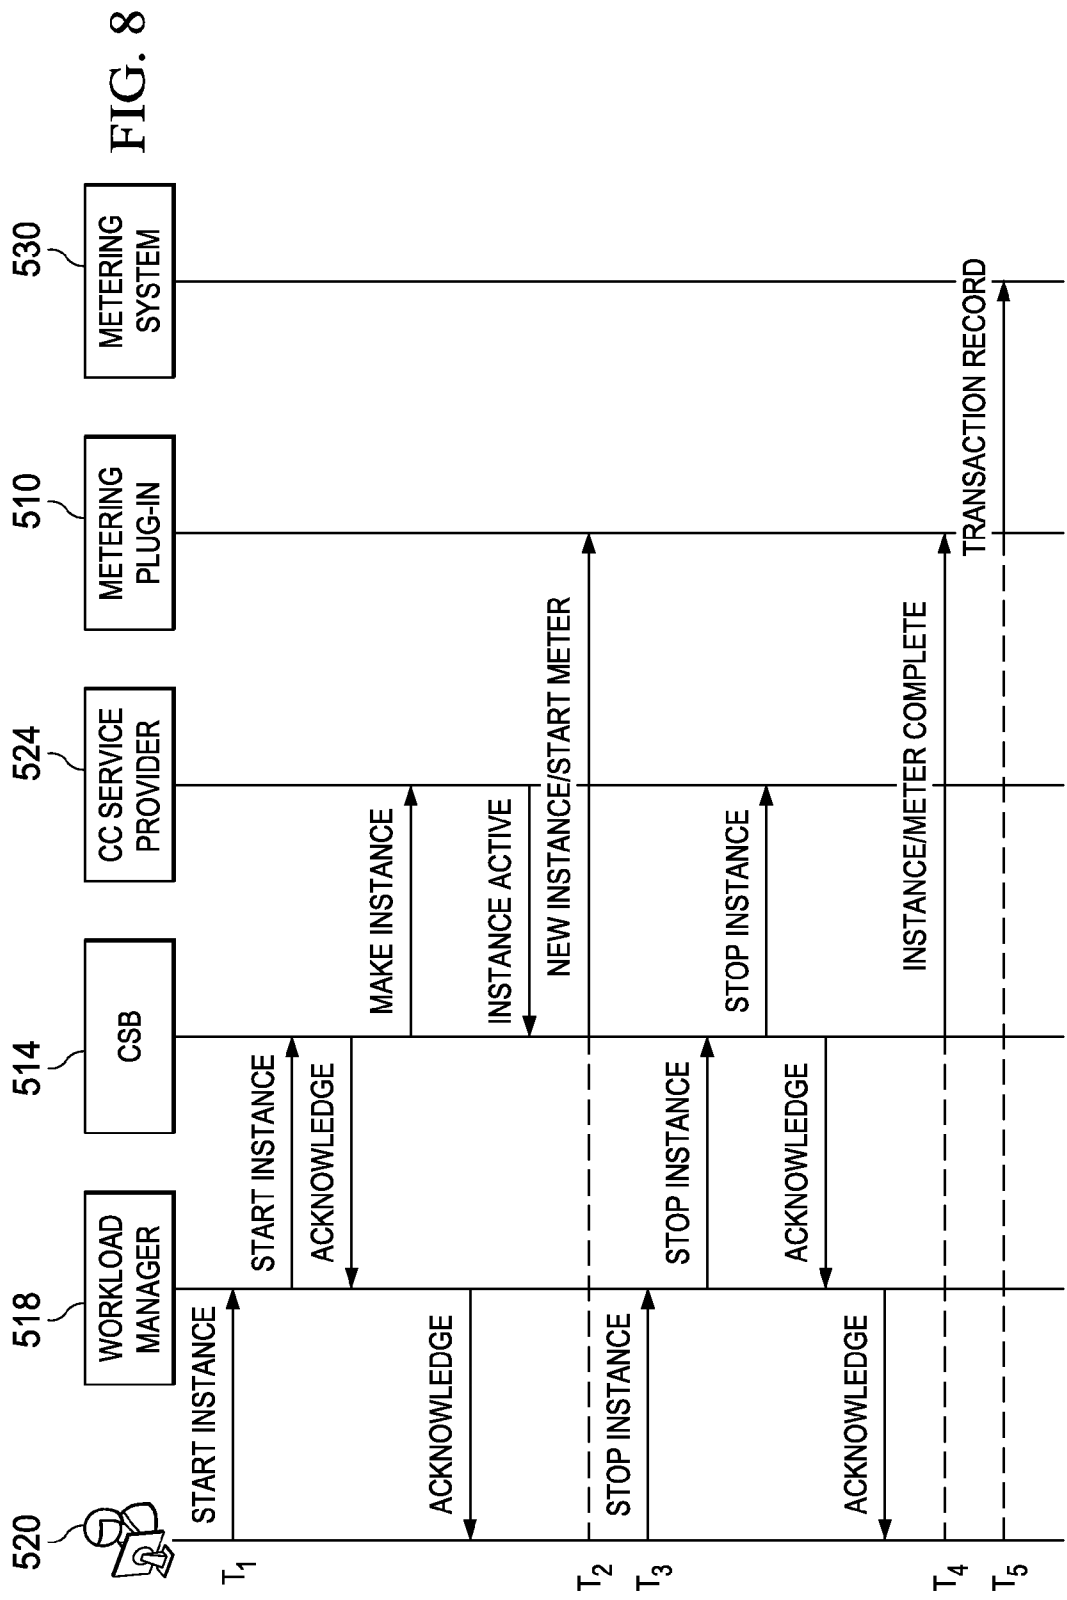 FIG. 8
520
518
514
524
510
530
WORKLOAD
MANAGER
CSB
CC SERVICE
PROVIDER
METERING
PLUG-IN
METERING
SYSTEM
T1
START INSTANCE
START INSTANCE
ACKNOWLEDGE
MAKE INSTANCE
ACKNOWLEDGE
INSTANCE ACTIVE
T2
NEW INSTANCE/START METER
T3
STOP INSTANCE
STOP INSTANCE
STOP INSTANCE
ACKNOWLEDGE
ACKNOWLEDGE
T4
INSTANCE/METER COMPLETE
T5
TRANSACTION RECORD